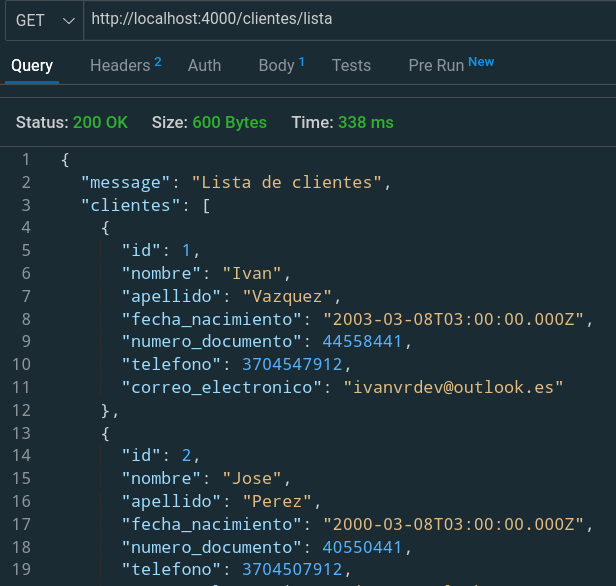 GET http://localhost:4000/clientes/lista
Query Headers 2 Auth Body 1 Tests Pre Run New
Status: 200 OK Size: 600 Bytes Time: 338 ms
1 {
2 "message": "Lista de clientes",
3 "clientes": [
4 {
5 "id": 1,
6 "nombre": "Ivan",
7 "apellido": "Vazquez",
8 "fecha_nacimiento": "2003-03-08T03:00:00.000Z",
9 "numero_documento": 44558441,
10 "telefono": 3704547912,
11 "correo_electronico": "ivanvrdev@outlook.es"
12 },
13 {
14 "id": 2,
15 "nombre": "Jose",
16 "apellido": "Perez",
17 "fecha_nacimiento": "2000-03-08T03:00:00.000Z",
18 "numero_documento": 40550441,
19 "telefono": 3704507912,